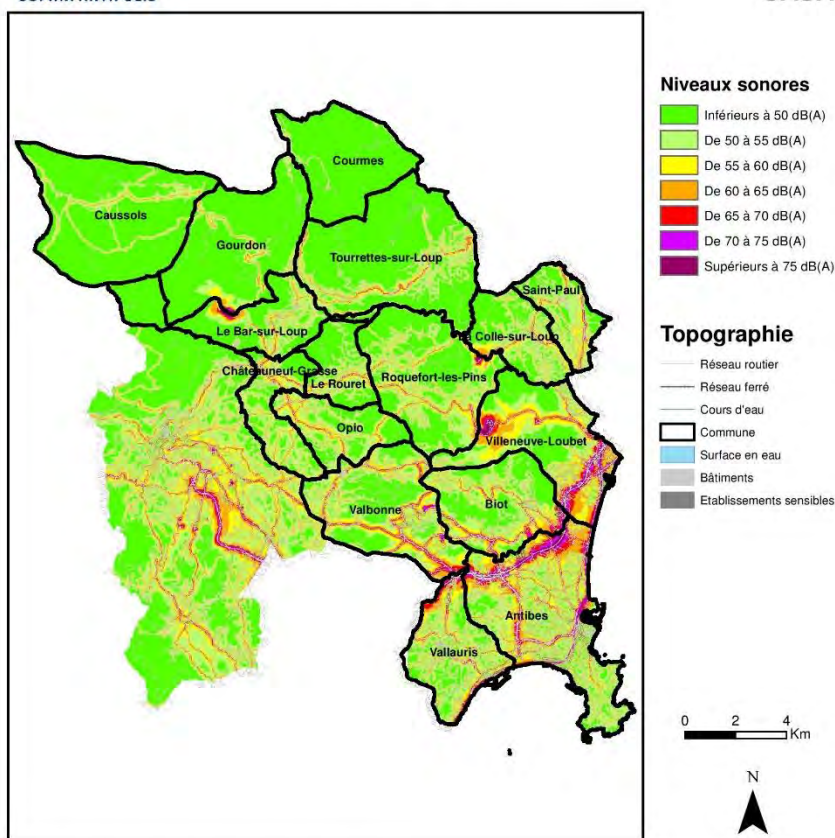 Niveaux sonores
Inférieurs à 50 dB(A)
De 50 à 55 dB(A)
De 55 à 60 dB(A)
De 60 à 65 dB(A)
De 65 à 70 dB(A)
De 70 à 75 dB(A)
Supérieurs à 75 dB(A)
Topographie
Réseau routier
Réseau ferré
Cours d'eau
Commune
Surface en eau
Bâtiments
Etablissements sensibles
Courmes
Caussols
Gourdon
Tourrettes-sur-Loup
Saint-Paul
Le Bar-sur-Loup
La Colle-sur-Loup
Châteauneuf-Grasse
Le Rouret
Roquefort-les-Pins
Opio
Villeneuve-Loubet
Valbonne
Biot
Antibes
Vallauris
0 2 4
Km
N